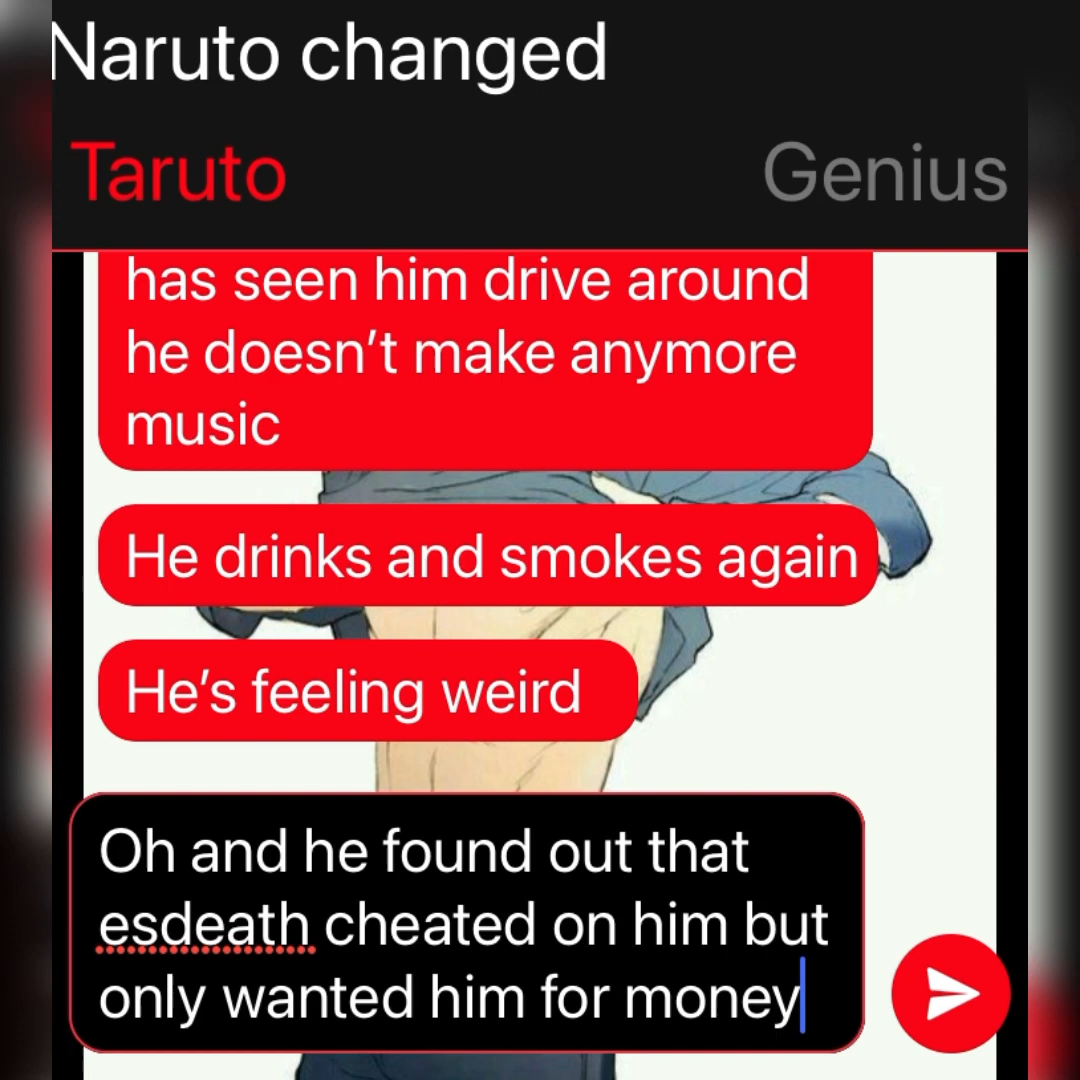 Naruto changed
Taruto
Genius
has seen him drive around
he doesn’t make anymore
music
He drinks and smokes again
He’s feeling weird
Oh and he found out that
esdeath cheated on him but
only wanted him for money